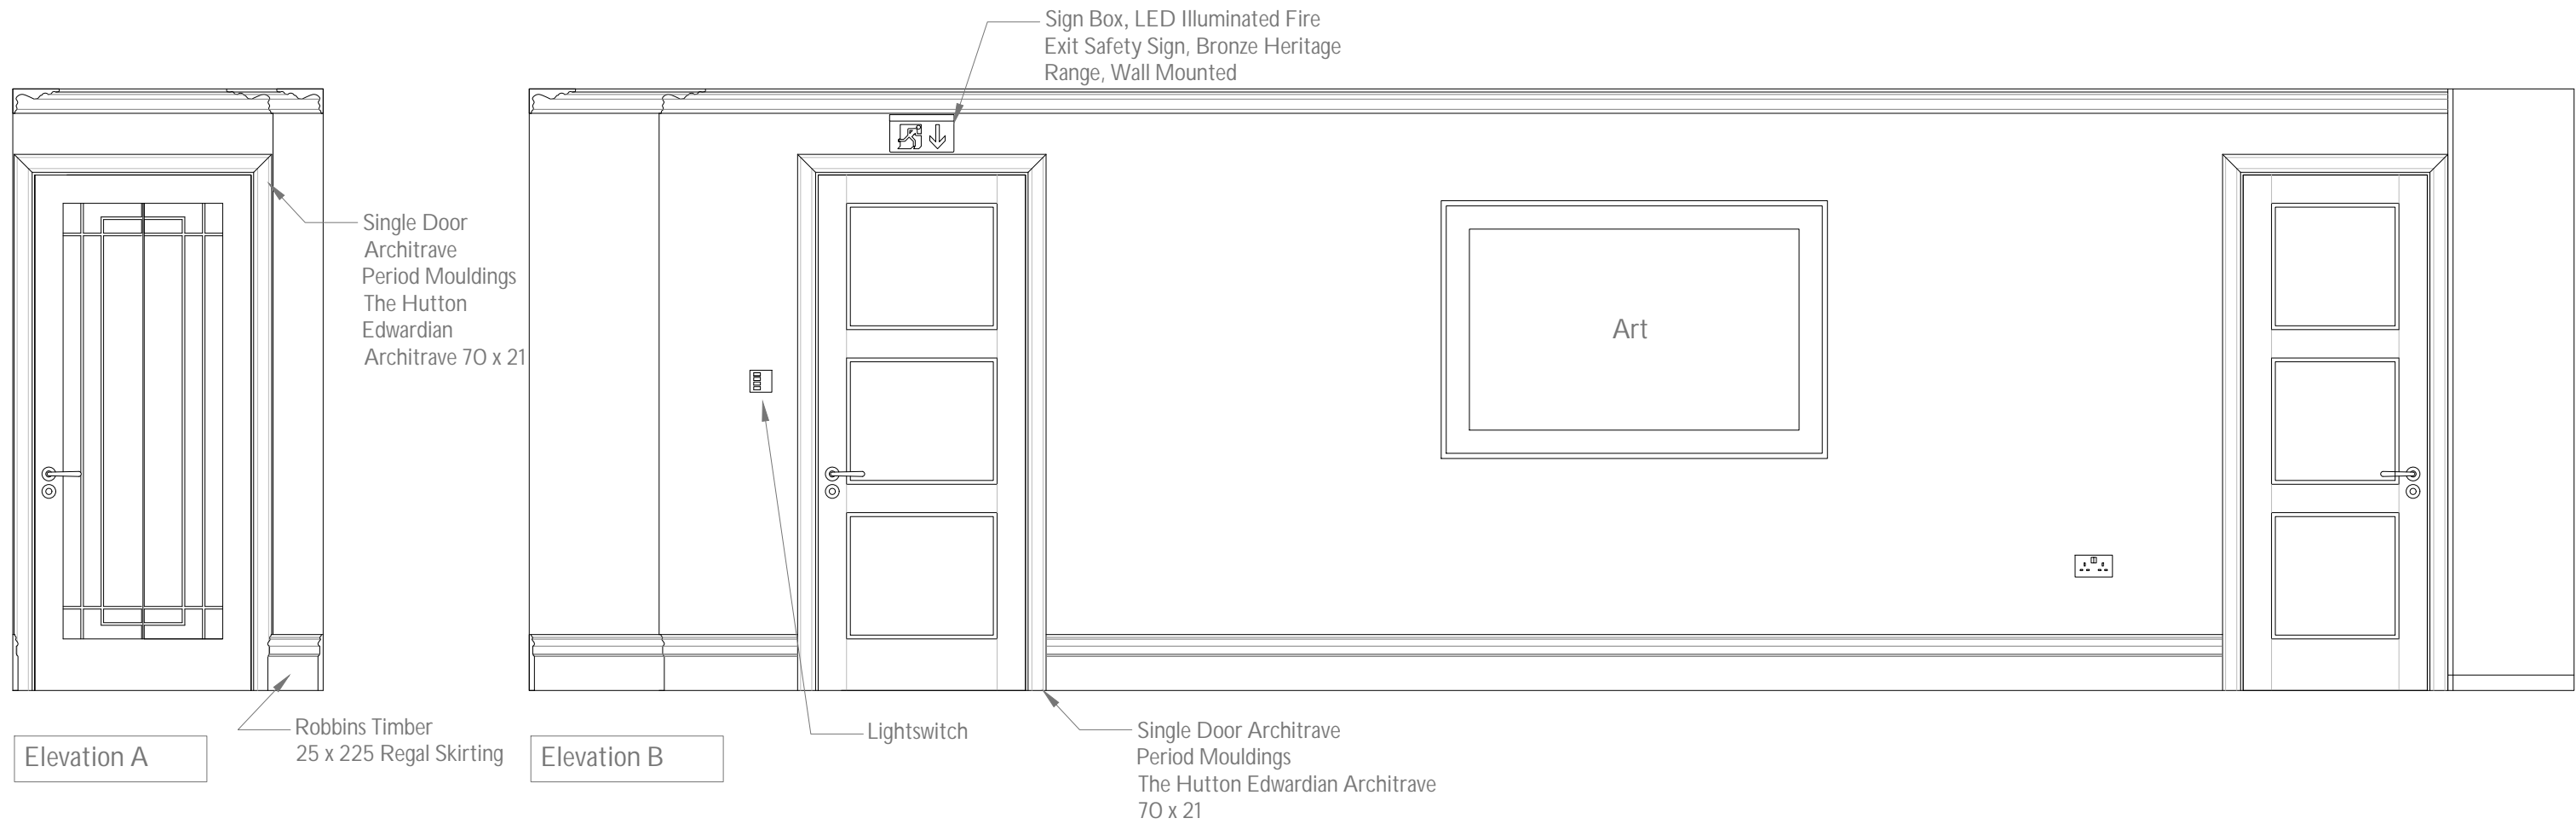 Sign Box, LED Illuminated Fire
Exit Safety Sign, Bronze Heritage
Range, Wall Mounted
Single Door
Architrave
Period Mouldings
The Hutton
Edwardian
Architrave 70 x 21
Art
Robbins Timber
25 x 225 Regal Skirting
Lightswitch
Single Door Architrave
Period Mouldings
The Hutton Edwardian Architrave
70 x 21
Elevation A
Elevation B